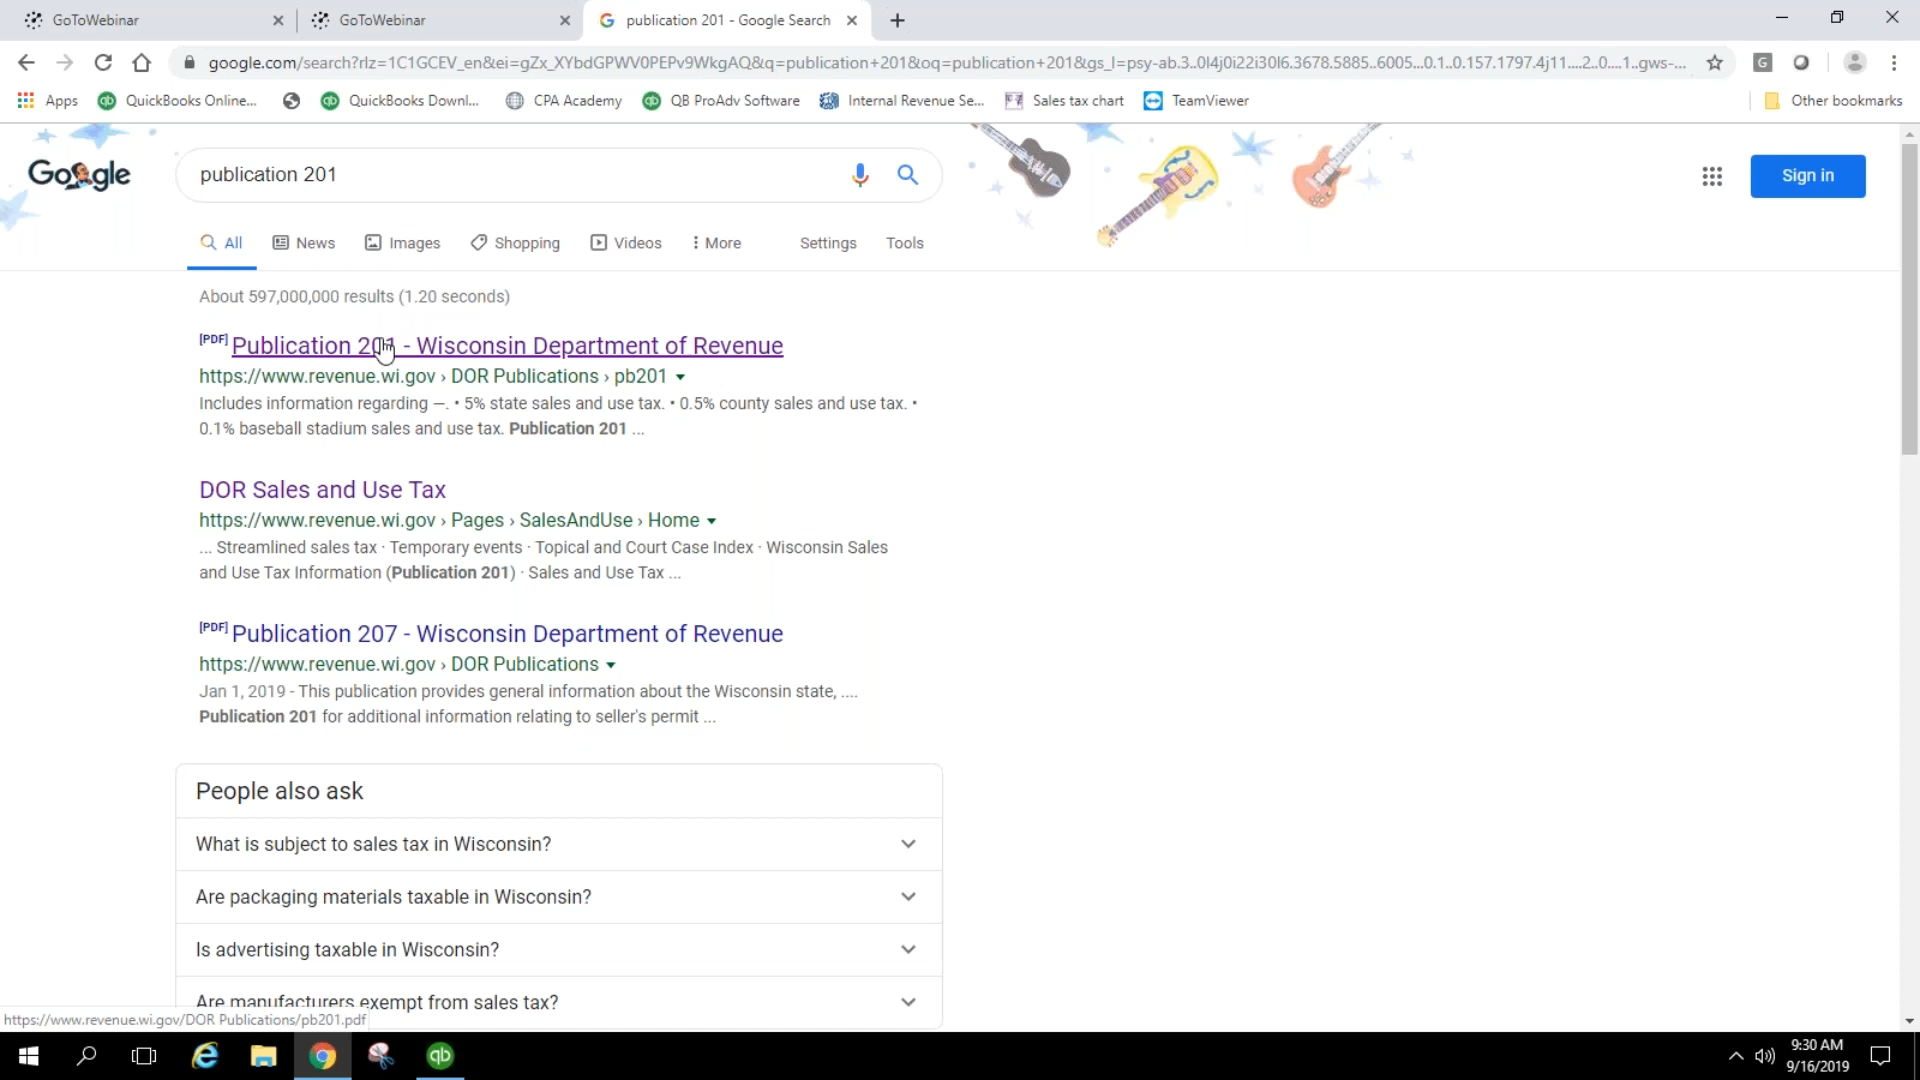 GoToWebinar
GoToWebinar
publication 201 - Google Search
google.com/search?rlz=1C1GCEV_en&ei=gZx_XYbdGPWV0PEPv9WkgAQ&q=publication+201&oq=publication+201&gs_l=psy-ab.3..0l4j0i22i30l6.3678.5885..6005...0.1..0.157.1797.4j11....2..0....1..gws-...
Apps QuickBooks Online... QuickBooks Downl... CPA Academy QB ProAdv Software Internal Revenue Se... Sales tax chart TeamViewer Other bookmarks
Google
publication 201
Sign in
All News Images Shopping Videos More Settings Tools
About 597,000,000 results (1.20 seconds)
[PDF] Publication 201 - Wisconsin Department of Revenue
https://www.revenue.wi.gov › DOR Publications › pb201
Includes information regarding —. • 5% state sales and use tax. • 0.5% county sales and use tax. •
0.1% baseball stadium sales and use tax. Publication 201 ...
DOR Sales and Use Tax
https://www.revenue.wi.gov › Pages › SalesAndUse › Home
... Streamlined sales tax · Temporary events · Topical and Court Case Index · Wisconsin Sales
and Use Tax Information (Publication 201) · Sales and Use Tax ...
[PDF] Publication 207 - Wisconsin Department of Revenue
https://www.revenue.wi.gov › DOR Publications
Jan 1, 2019 - This publication provides general information about the Wisconsin state, ....
Publication 201 for additional information relating to seller's permit ...
People also ask
What is subject to sales tax in Wisconsin?
Are packaging materials taxable in Wisconsin?
Is advertising taxable in Wisconsin?
Are manufacturers exempt from sales tax?
https://www.revenue.wi.gov/DOR Publications/pb201.pdf
9:30 AM
9/16/2019